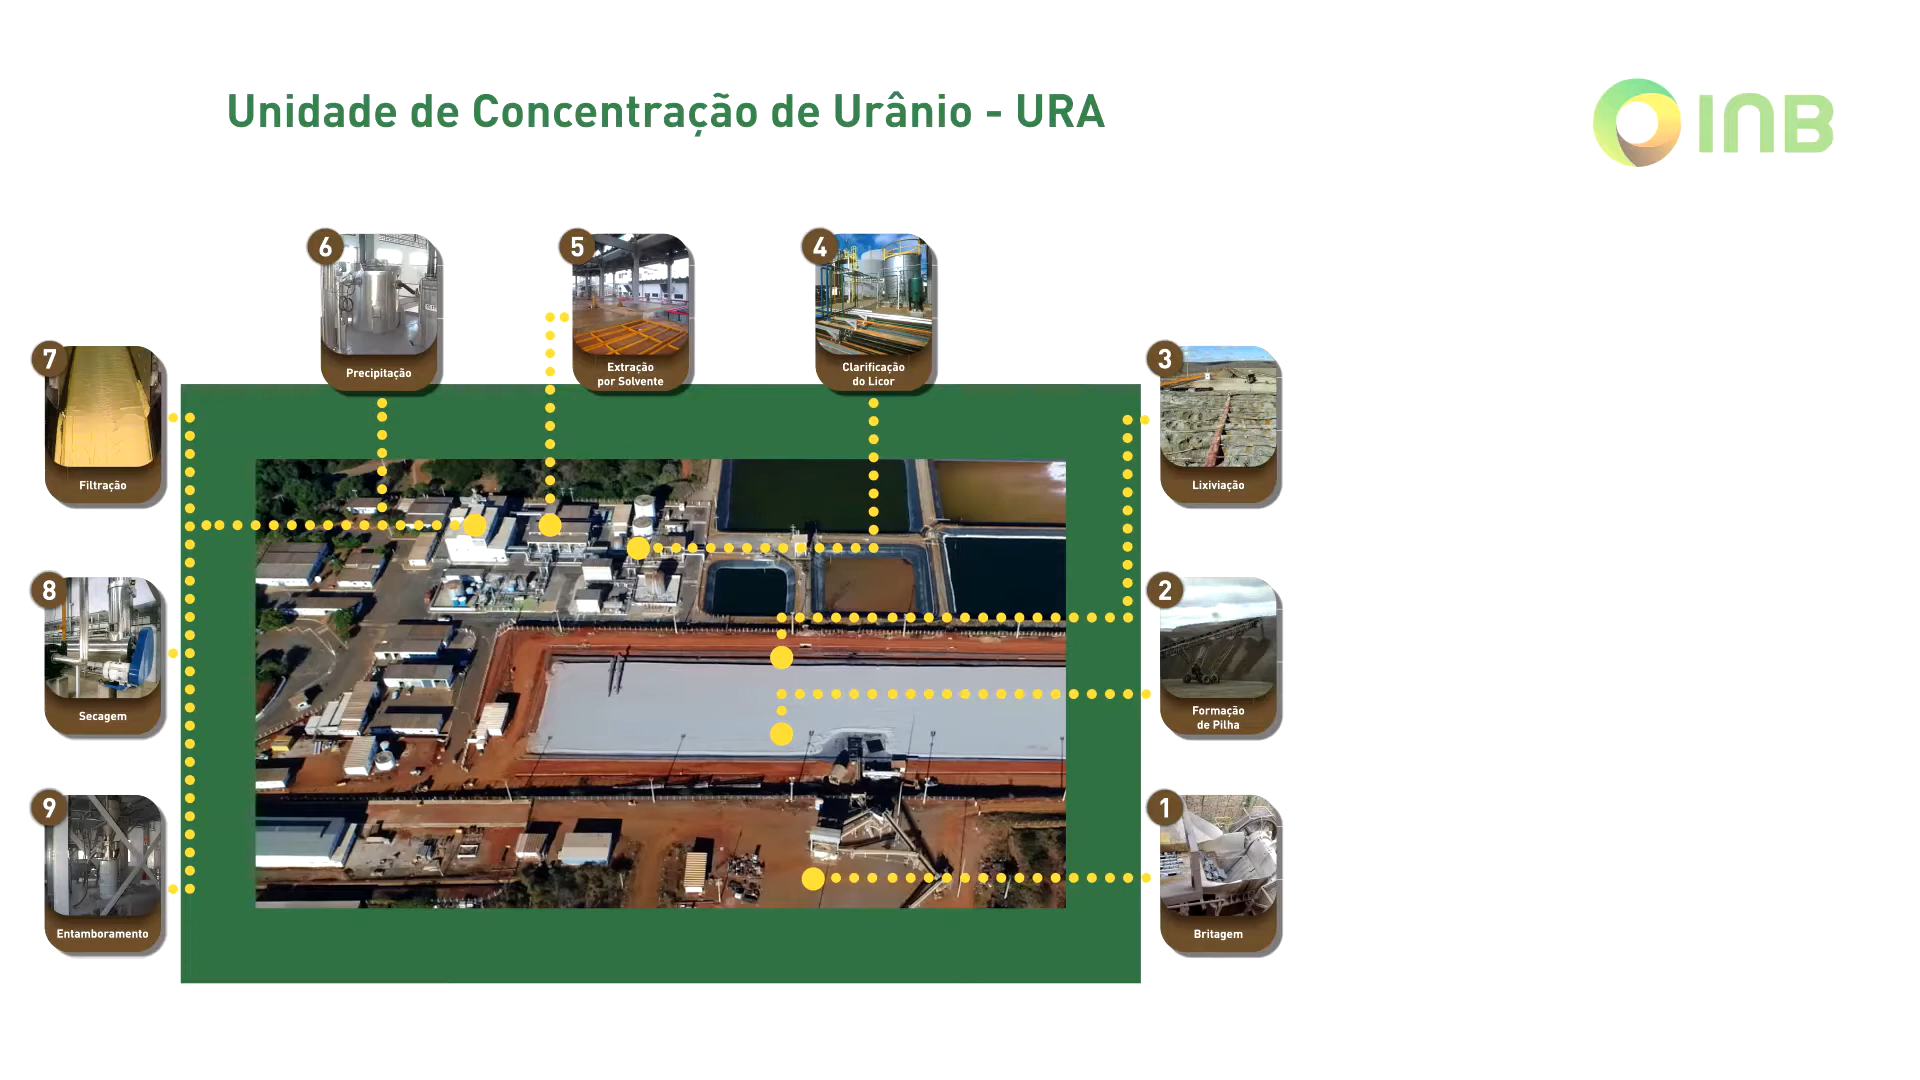 Unidade de Concentração de Urânio - URA
INB
6
Precipitação
5
Extração
por Solvente
4
Clarificação
do Licor
7
Filtração
3
Lixiviação
8
Secagem
2
Formação
de Pilha
9
Entamboramento
1
Britagem